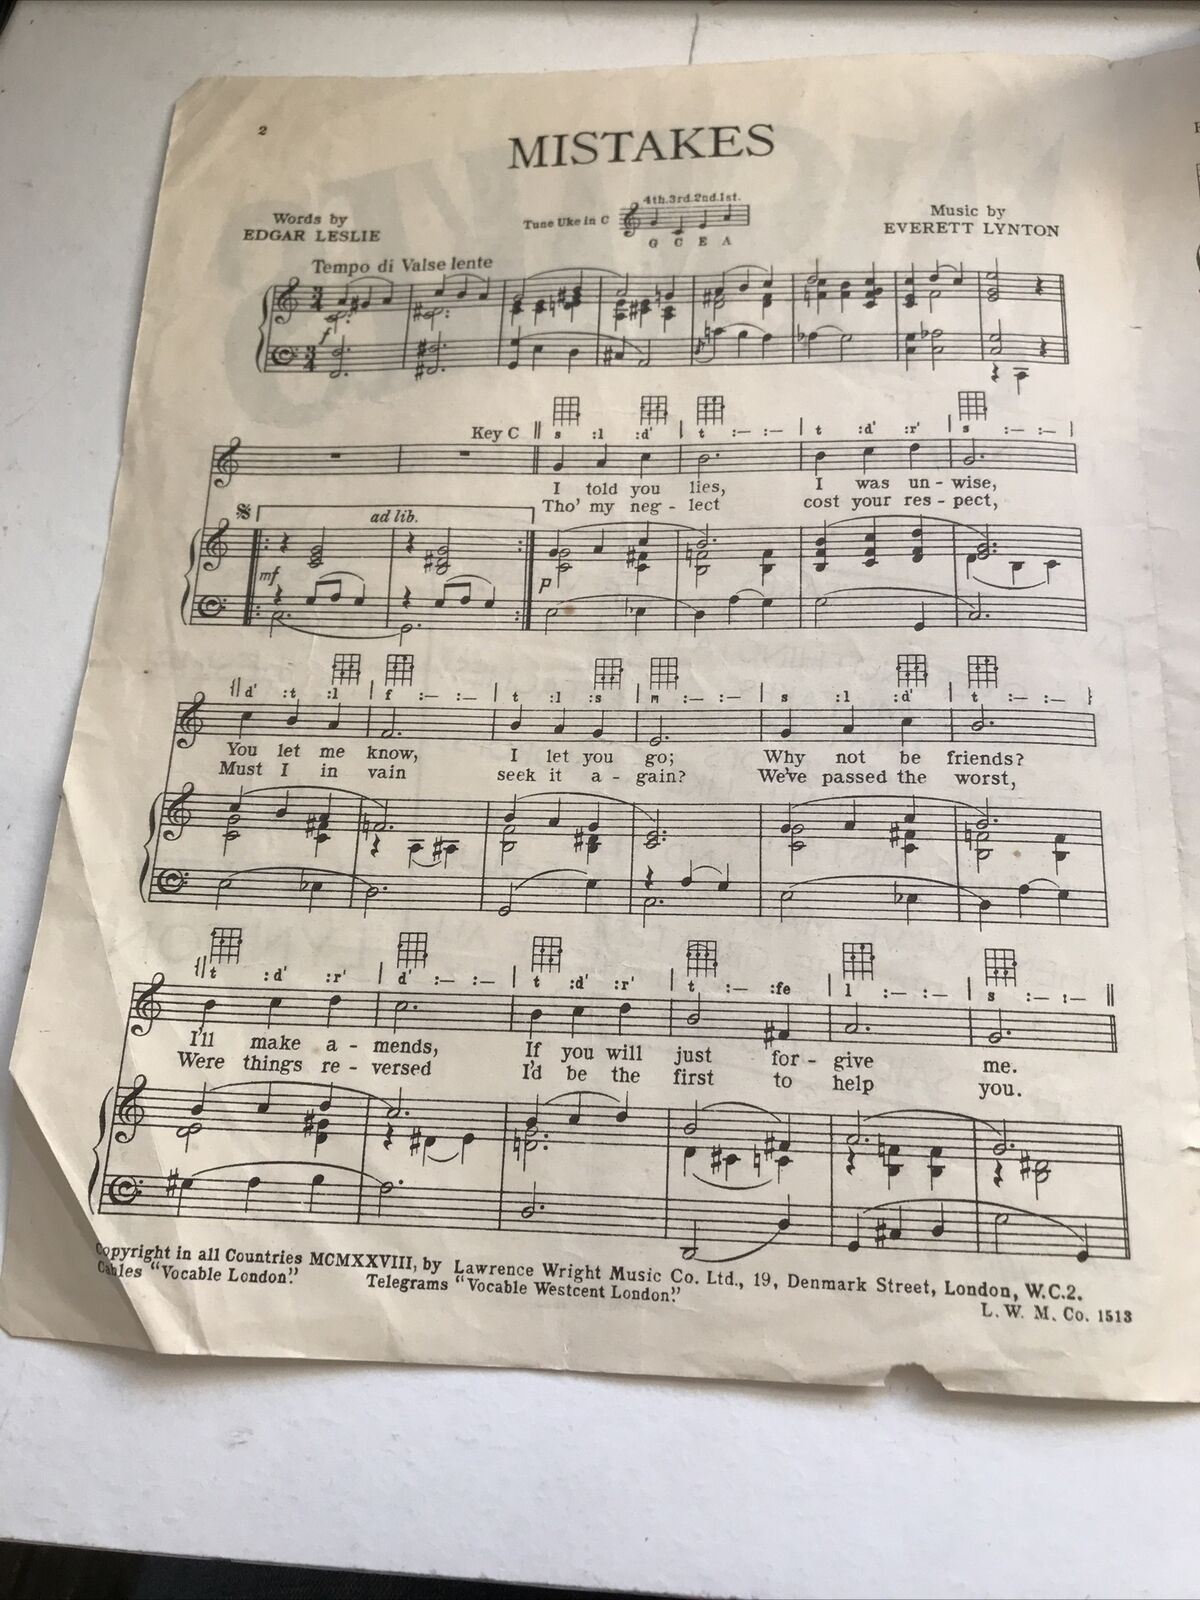 2
MISTAKES
Words by
EDGAR LESLIE
Tune Uke in C
4th.3rd.2nd.1st.
G C E A
Music by
EVERETT LYNTON
Tempo di Valse lente
f
Key C
s :l :d' | t :— :— | t :d' :r' | s :— :— |
I told you lies, I was un - wise,
Tho' my neg - lect cost your res - pect,
ad lib.
mf
p
d' :t :l | f :— :— | t :l :s | m :— :— | s :l :d' | t :— :— }
You let me know, I let you go; Why not be friends?
Must I in vain seek it a - gain? We've passed the worst,
t :d' :r' | d' :— :— | t :d' :r' | t :— :fe | l :— :— | s :— :— ||
I'll make a - mends, If you will just for - give me.
Were things re - versed I'd be the first to help you.
Copyright in all Countries MCMXXVIII, by Lawrence Wright Music Co. Ltd., 19, Denmark Street, London, W.C.2.
Cables "Vocable London". Telegrams "Vocable Westcent London".
L. W. M. Co. 1513